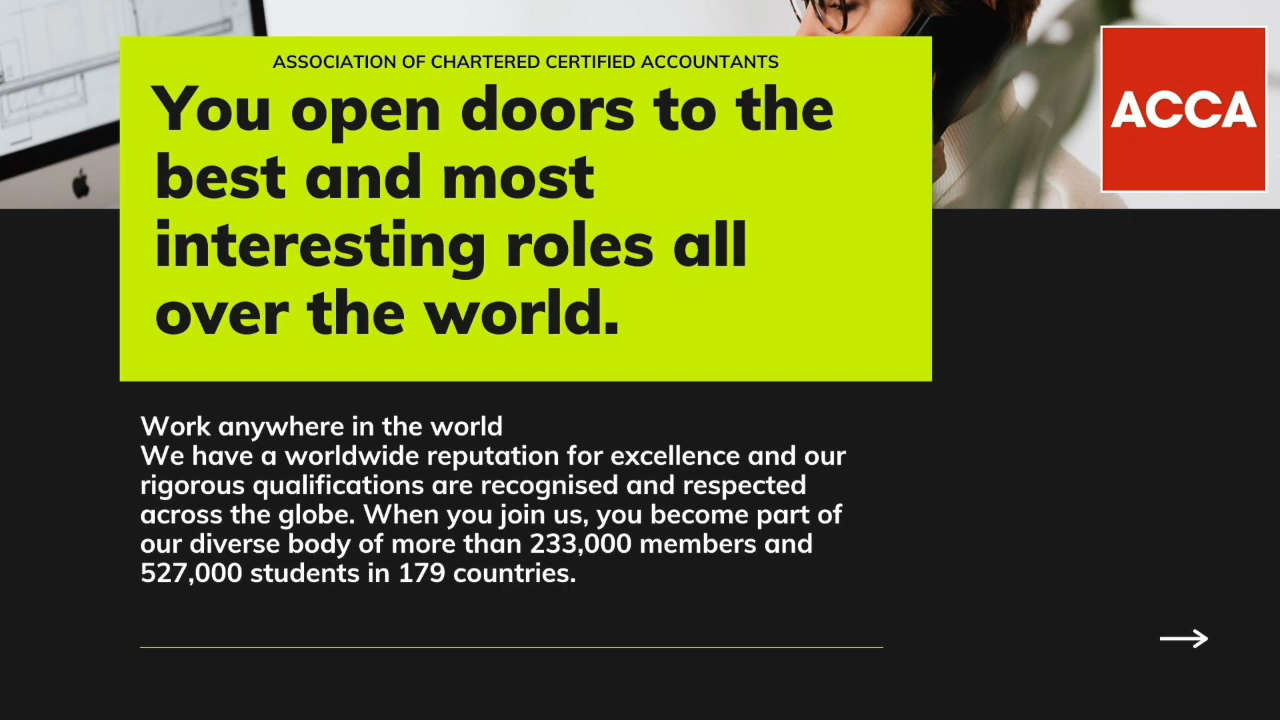 ASSOCIATION OF CHARTERED CERTIFIED ACCOUNTANTS
You open doors to the
best and most
interesting roles all
over the world.
ACCA
Work anywhere in the world
We have a worldwide reputation for excellence and our
rigorous qualifications are recognised and respected
across the globe. When you join us, you become part of
our diverse body of more than 233,000 members and
527,000 students in 179 countries.